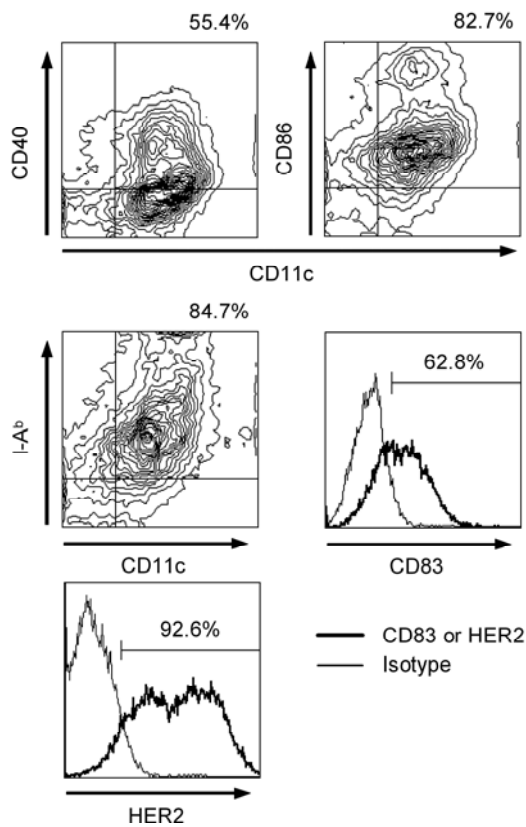 55.4%
82.7%
CD40
CD86
CD11c
84.7%
I-Aᵇ
62.8%
CD11c
CD83
92.6%
CD83 or HER2
Isotype
HER2